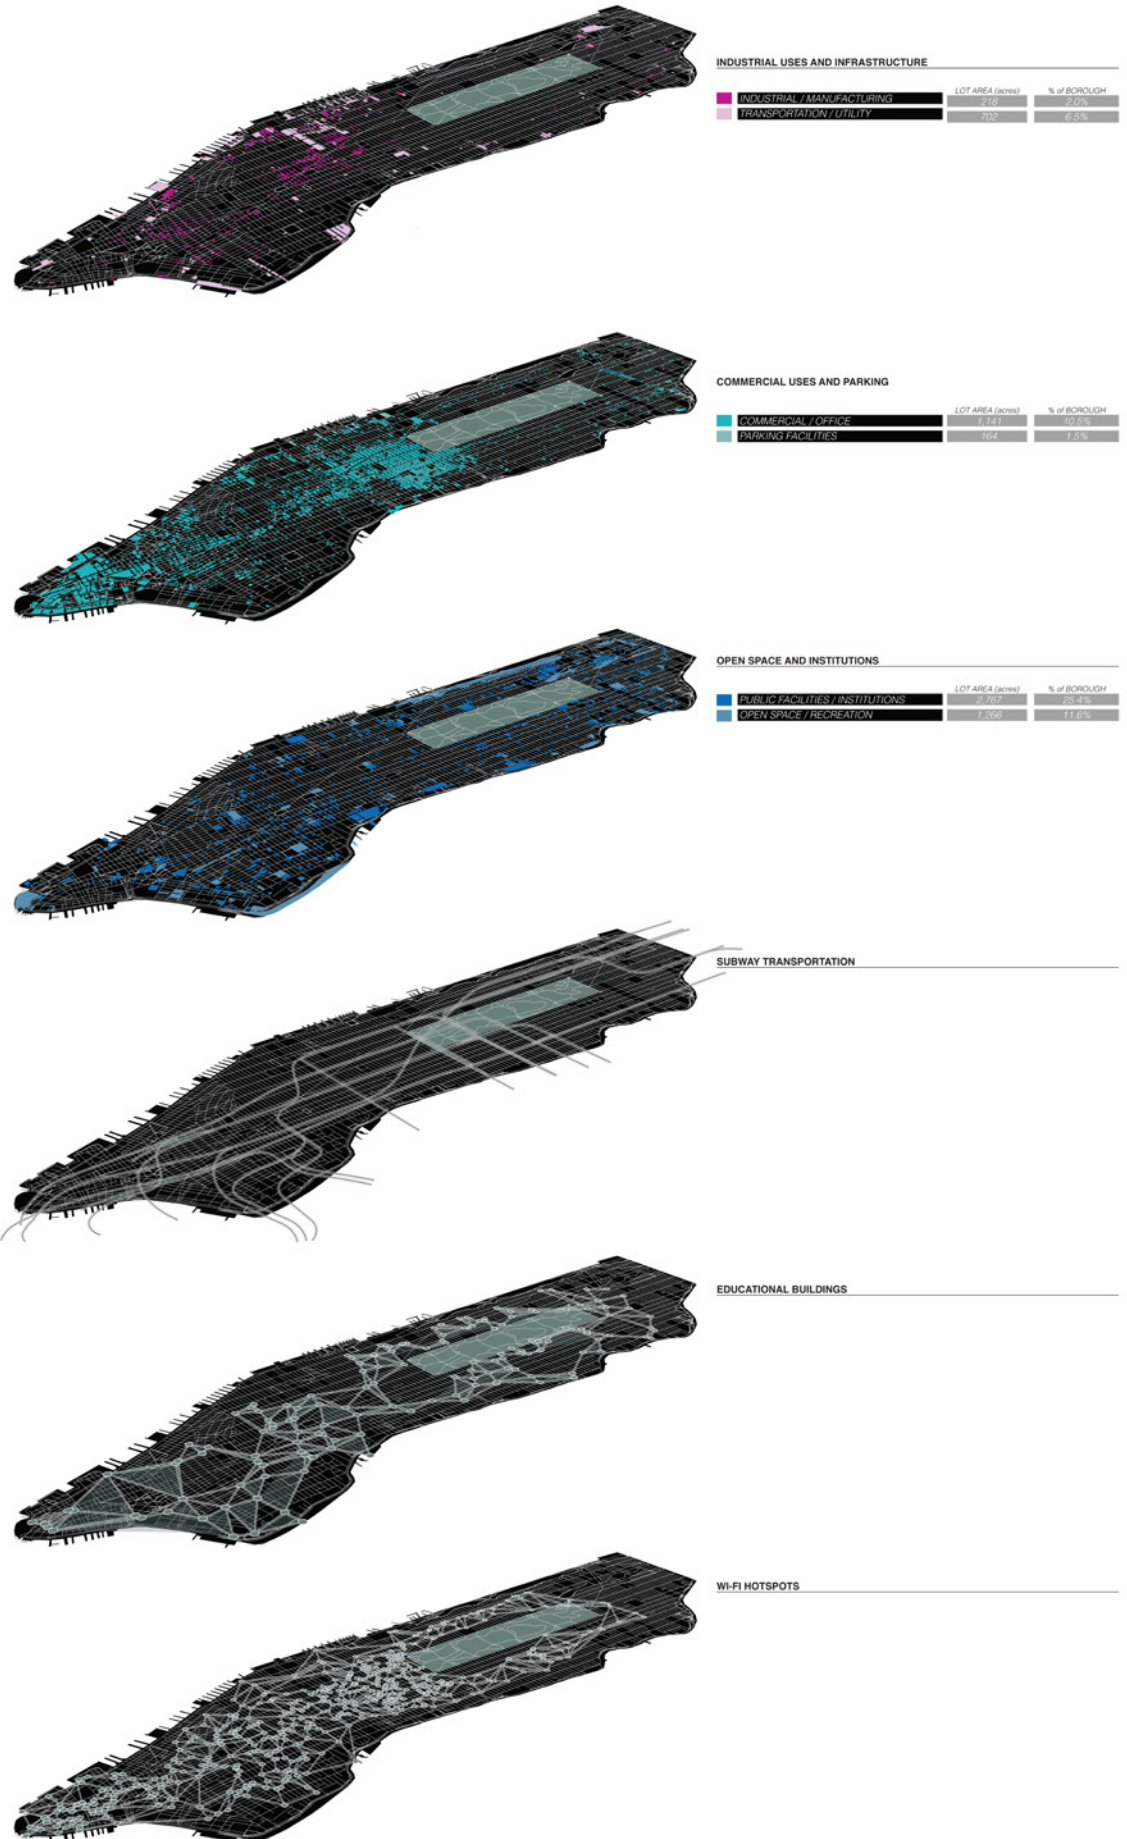 INDUSTRIAL USES AND INFRASTRUCTURE
LOT AREA (acres) % of BOROUGH
INDUSTRIAL / MANUFACTURING 218 2.0%
TRANSPORTATION / UTILITY 702 6.5%
COMMERCIAL USES AND PARKING
LOT AREA (acres) % of BOROUGH
COMMERCIAL / OFFICE 1,141 10.5%
PARKING FACILITIES 164 1.5%
OPEN SPACE AND INSTITUTIONS
LOT AREA (acres) % of BOROUGH
PUBLIC FACILITIES / INSTITUTIONS 2,767 25.4%
OPEN SPACE / RECREATION 1,266 11.6%
SUBWAY TRANSPORTATION
EDUCATIONAL BUILDINGS
WI-FI HOTSPOTS